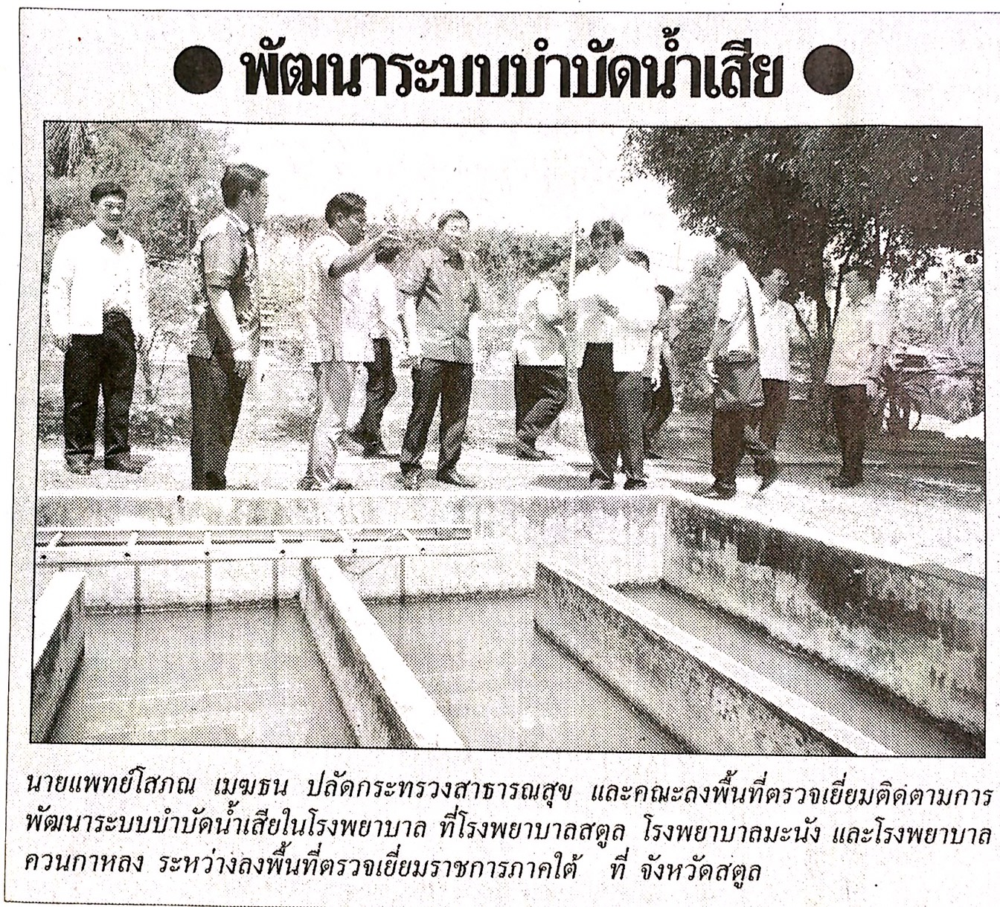 ● พัฒนาระบบบำบัดน้ำเสีย ●
นายแพทย์โสภณ เมฆธน ปลัดกระทรวงสาธารณสุข และคณะลงพื้นที่ตรวจเยี่ยมติดตามการ
พัฒนาระบบบำบัดน้ำเสียในโรงพยาบาล ที่โรงพยาบาลสตูล โรงพยาบาลมะนัง และโรงพยาบาล
ควนกาหลง ระหว่างลงพื้นที่ตรวจเยี่ยมราชการภาคใต้ ที่ จังหวัดสตูล